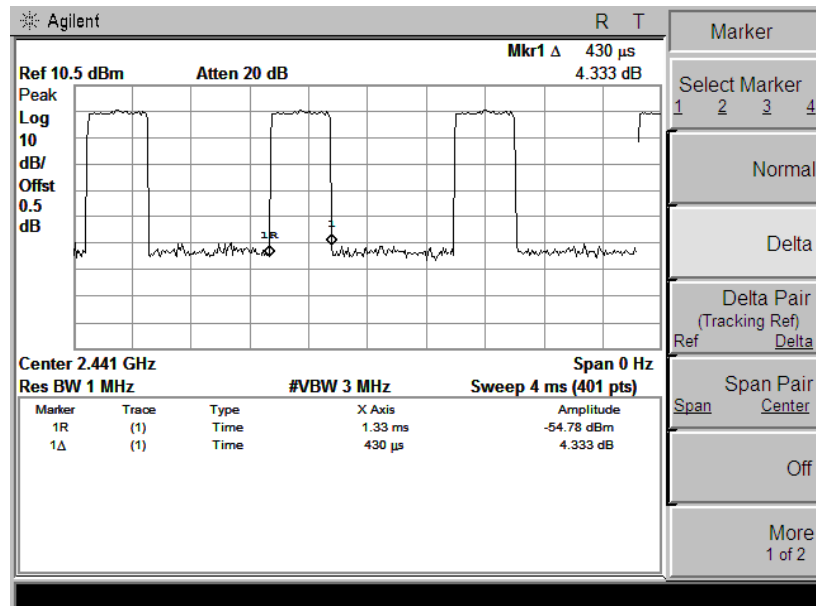 Agilent R T
Mkr1 Δ 430 µs
Ref 10.5 dBm Atten 20 dB 4.333 dB
Peak
Log
10
dB/
Offst
0.5
dB
1R
1
Center 2.441 GHz Span 0 Hz
Res BW 1 MHz #VBW 3 MHz Sweep 4 ms (401 pts)
Marker Trace Type X Axis Amplitude
1R (1) Time 1.33 ms -54.78 dBm
1Δ (1) Time 430 µs 4.333 dB
Marker
Select Marker
1 2 3 4
Normal
Delta
Delta Pair
(Tracking Ref)
Ref Delta
Span Pair
Span Center
Off
More
1 of 2